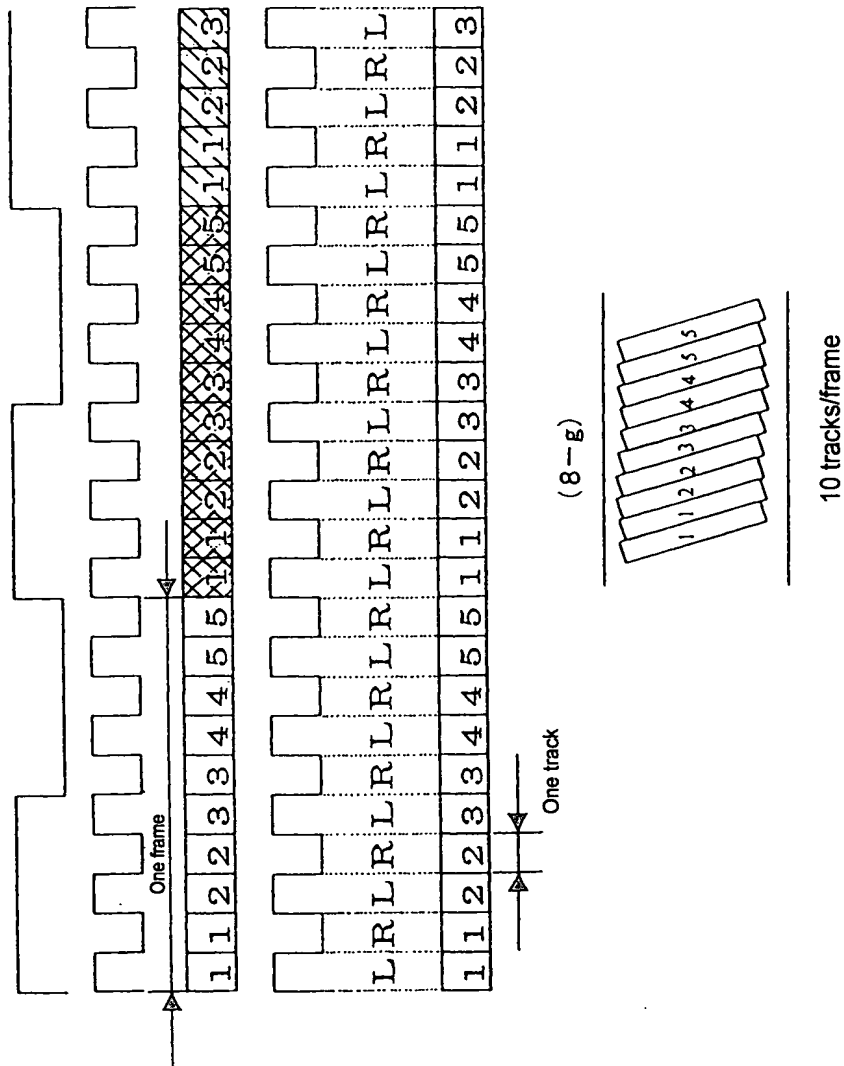 One frame
1 1 2 2 3 3 4 4 5 5 1 1 2 2 3 3 4 4 5 5 1 1 2 2 3
L R L R L R L R L R L R L R L R L R L R L R L R L
1 1 2 2 3 3 4 4 5 5 1 1 2 2 3 3 4 4 5 5 1 1 2 2 3
One track
(8-g)
1 1 2 2 3 3 4 4 5 5
10 tracks/frame